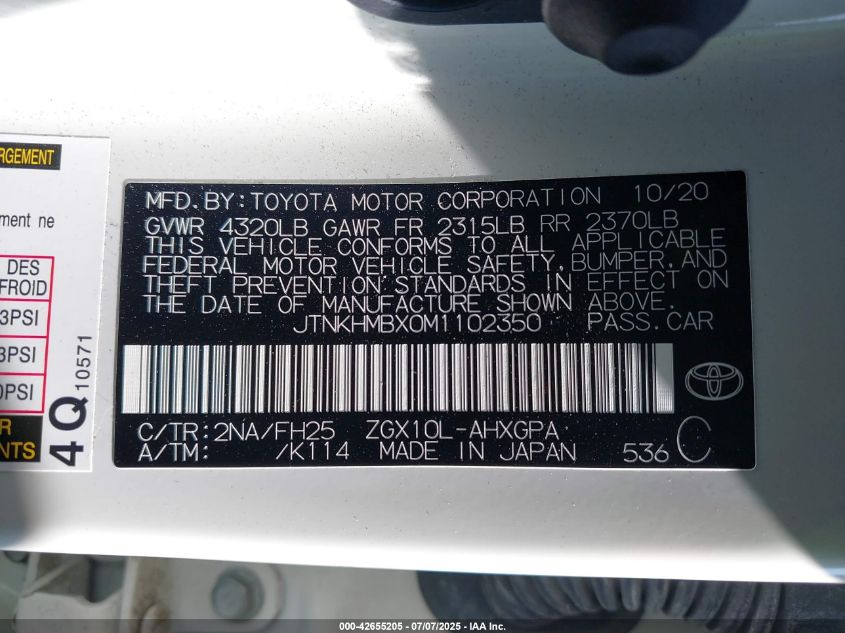 RGEMENT
ment ne
DES
FROID
3PSI
3PSI
0PSI
R
NTS
4Q 10571
MFD. BY: TOYOTA MOTOR CORPORATION 10/20
GVWR 4320LB GAWR FR 2315LB RR 2370LB
THIS VEHICLE CONFORMS TO ALL APPLICABLE
FEDERAL MOTOR VEHICLE SAFETY, BUMPER, AND
THEFT PREVENTION STANDARDS IN EFFECT ON
THE DATE OF MANUFACTURE SHOWN ABOVE.
JTNKHMBX0M1102350 PASS.CAR
C/TR: 2NA/FH25 ZGX10L-AHXGPA
A/TM: /K114 MADE IN JAPAN 536 C
000-42655205 - 07/07/2025 - IAA Inc.